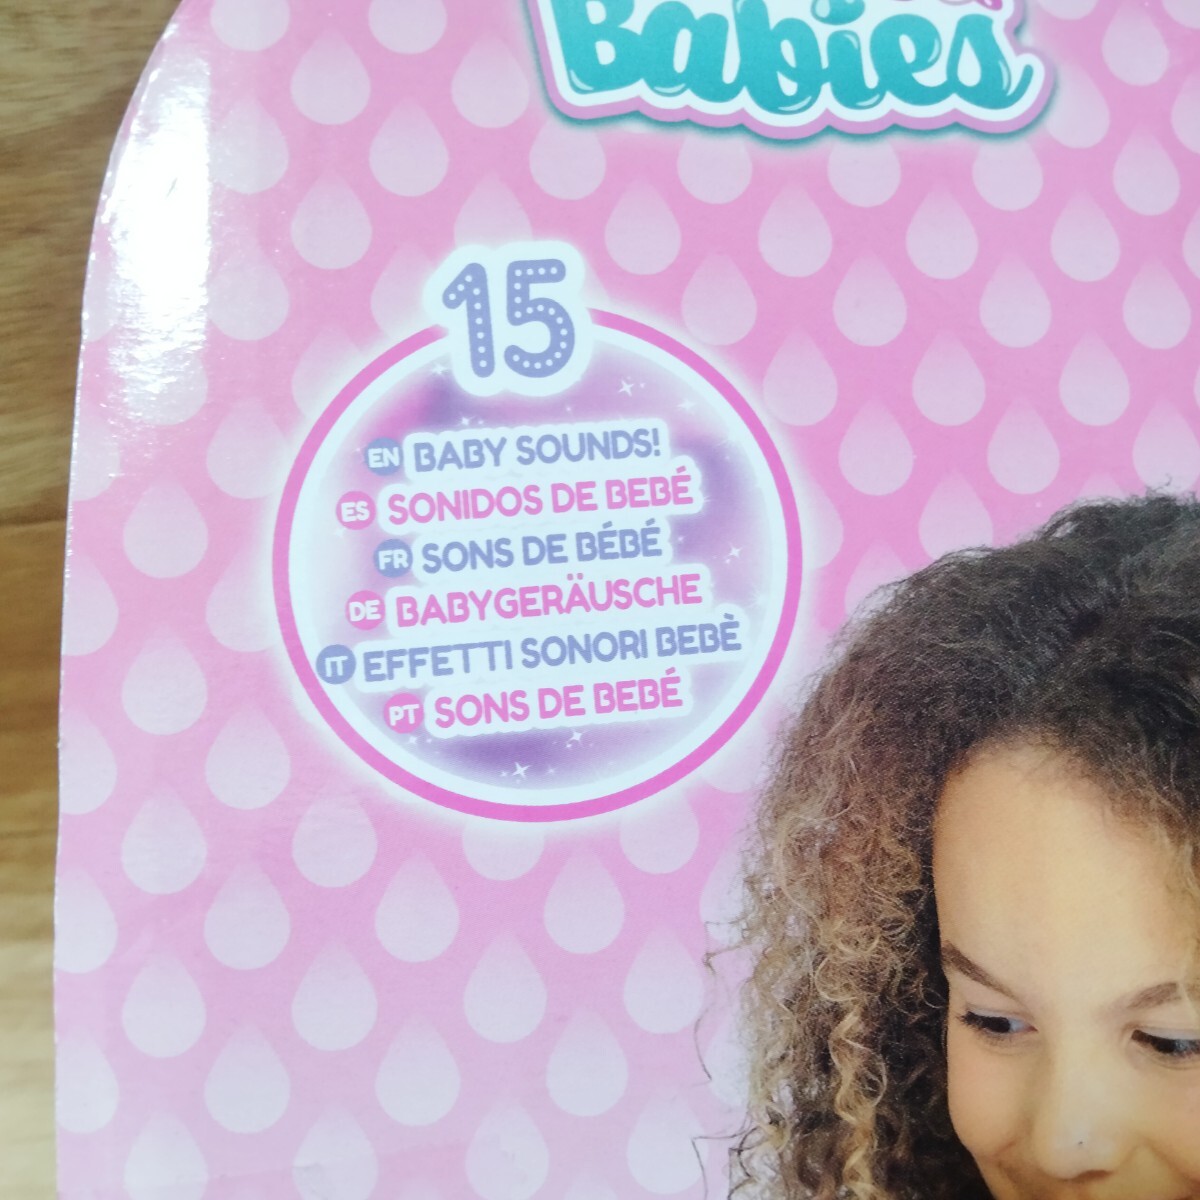 Babies
15
EN BABY SOUNDS!
ES SONIDOS DE BEBÉ
FR SONS DE BÉBÉ
DE BABYGERÄUSCHE
IT EFFETTI SONORI BEBÈ
PT SONS DE BEBÉ